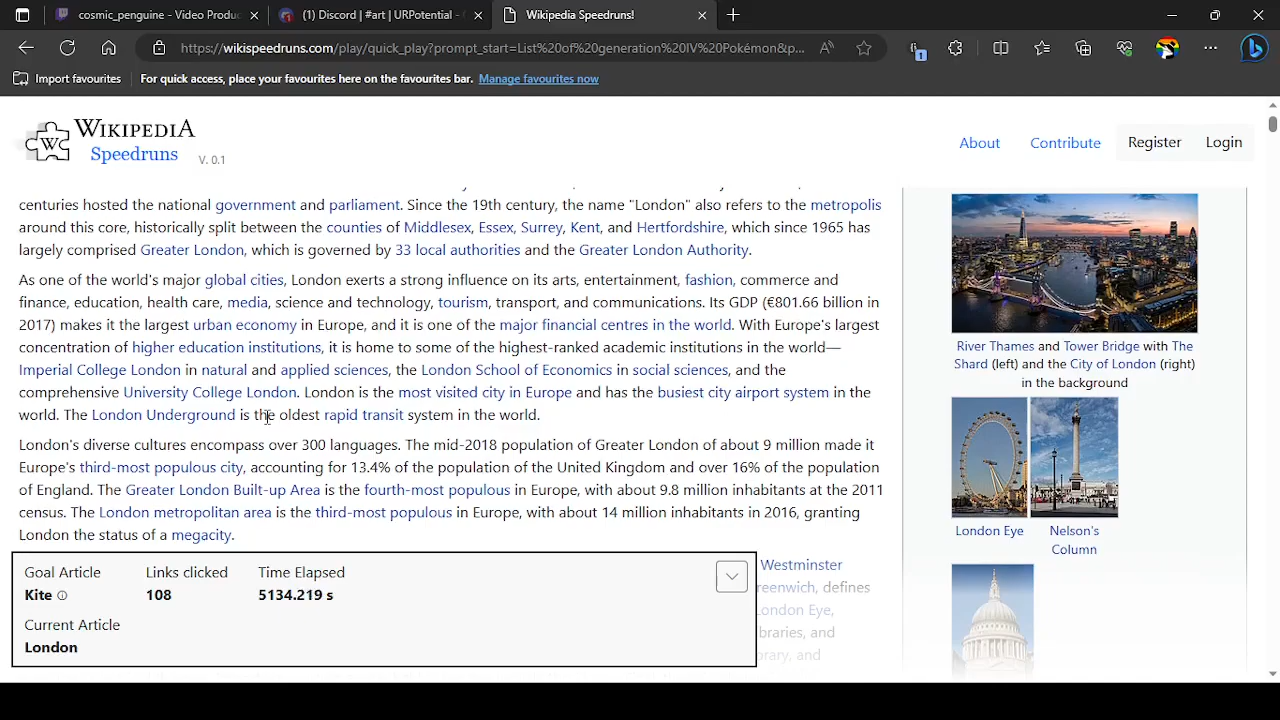 cosmic_penguine - Video Produc
(1) Discord | #art | URPotential - (
Wikipedia Speedruns!
https://wikispeedruns.com/play/quick_play?prompt_start=List%20of%20generation%20IV%20Pokémon&p...
1
Import favourites
For quick access, place your favourites here on the favourites bar. Manage favourites now
WIKIPEDIA
Speedruns
V. 0.1
About
Contribute
Register
Login
centuries hosted the national government and parliament. Since the 19th century, the name "London" also refers to the metropolis
around this core, historically split between the counties of Middlesex, Essex, Surrey, Kent, and Hertfordshire, which since 1965 has
largely comprised Greater London, which is governed by 33 local authorities and the Greater London Authority.
As one of the world's major global cities, London exerts a strong influence on its arts, entertainment, fashion, commerce and
finance, education, health care, media, science and technology, tourism, transport, and communications. Its GDP (€801.66 billion in
2017) makes it the largest urban economy in Europe, and it is one of the major financial centres in the world. With Europe's largest
concentration of higher education institutions, it is home to some of the highest-ranked academic institutions in the world—
Imperial College London in natural and applied sciences, the London School of Economics in social sciences, and the
comprehensive University College London. London is the most visited city in Europe and has the busiest city airport system in the
world. The London Underground is the oldest rapid transit system in the world.
London's diverse cultures encompass over 300 languages. The mid-2018 population of Greater London of about 9 million made it
Europe's third-most populous city, accounting for 13.4% of the population of the United Kingdom and over 16% of the population
of England. The Greater London Built-up Area is the fourth-most populous in Europe, with about 9.8 million inhabitants at the 2011
census. The London metropolitan area is the third-most populous in Europe, with about 14 million inhabitants in 2016, granting
London the status of a megacity.
Westminster
reenwich, defines
ondon Eye,
braries, and
rary, and
River Thames and Tower Bridge with The
Shard (left) and the City of London (right)
in the background
London Eye
Nelson's
Column
Goal Article
Links clicked
Time Elapsed
Kite
108
5134.219 s
Current Article
London